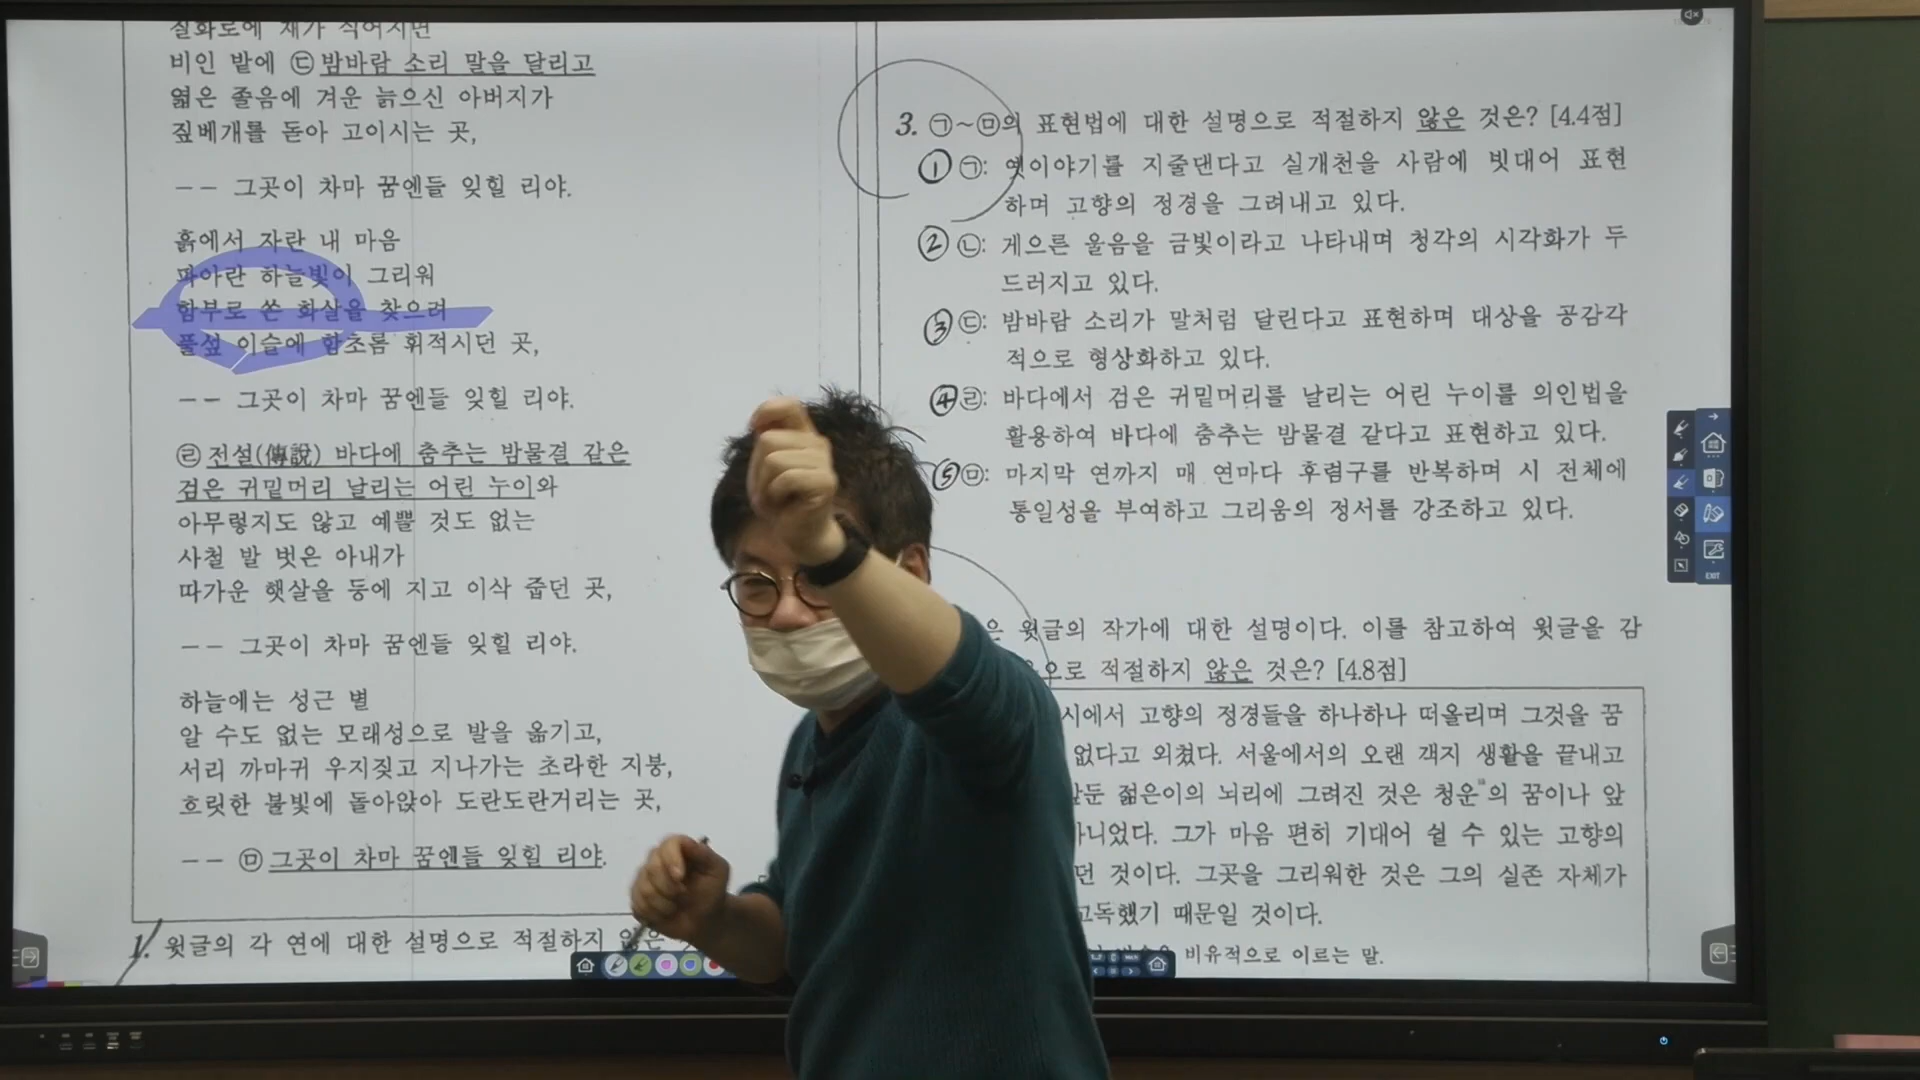 질화로에 재가 식어지면
비인 밭에 ㉢ 밤바람 소리 말을 달리고
엷은 졸음에 겨운 늙으신 아버지가
짚베개를 돋아 고이시는 곳,
-- 그곳이 차마 꿈엔들 잊힐 리야.
흙에서 자란 내 마음
파아란 하늘빛이 그리워
함부로 쏜 화살을 찾으려
풀섶 이슬에 함초롬 휘적시던 곳,
-- 그곳이 차마 꿈엔들 잊힐 리야.
㉣ 전설(傳說) 바다에 춤추는 밤물결 같은
검은 귀밑머리 날리는 어린 누이와
아무렇지도 않고 예쁠 것도 없는
사철 발 벗은 아내가
따가운 햇살을 등에 지고 이삭 줍던 곳,
-- 그곳이 차마 꿈엔들 잊힐 리야.
하늘에는 성근 별
알 수도 없는 모래성으로 발을 옮기고,
서리 까마귀 우지짖고 지나가는 초라한 지붕,
흐릿한 불빛에 돌아앉아 도란도란거리는 곳,
-- ㉤ 그곳이 차마 꿈엔들 잊힐 리야.
1. 윗글의 각 연에 대한 설명으로 적절하지 않은
3. ㉠~㉤의 표현법에 대한 설명으로 적절하지 않은 것은? [4.4점]
① ㉠: 옛이야기를 지줄댄다고 실개천을 사람에 빗대어 표현
하며 고향의 정경을 그려내고 있다.
② ㉡: 게으른 울음을 금빛이라고 나타내며 청각의 시각화가 두
드러지고 있다.
③ ㉢: 밤바람 소리가 말처럼 달린다고 표현하며 대상을 공감각
적으로 형상화하고 있다.
④ ㉣: 바다에서 검은 귀밑머리를 날리는 어린 누이를 의인법을
활용하여 바다에 춤추는 밤물결 같다고 표현하고 있다.
⑤ ㉤: 마지막 연까지 매 연마다 후렴구를 반복하며 시 전체에
통일성을 부여하고 그리움의 정서를 강조하고 있다.
은 윗글의 작가에 대한 설명이다. 이를 참고하여 윗글을 감
으로 적절하지 않은 것은? [4.8점]
시에서 고향의 정경들을 하나하나 떠올리며 그것을 꿈
없다고 외쳤다. 서울에서의 오랜 객지 생활을 끝내고
앞둔 젊은이의 뇌리에 그려진 것은 청운*의 꿈이나 앞
아니었다. 그가 마음 편히 기대어 쉴 수 있는 고향의
던 것이다. 그곳을 그리워한 것은 그의 실존 자체가
고독했기 때문일 것이다.
비유적으로 이르는 말.
EXIT